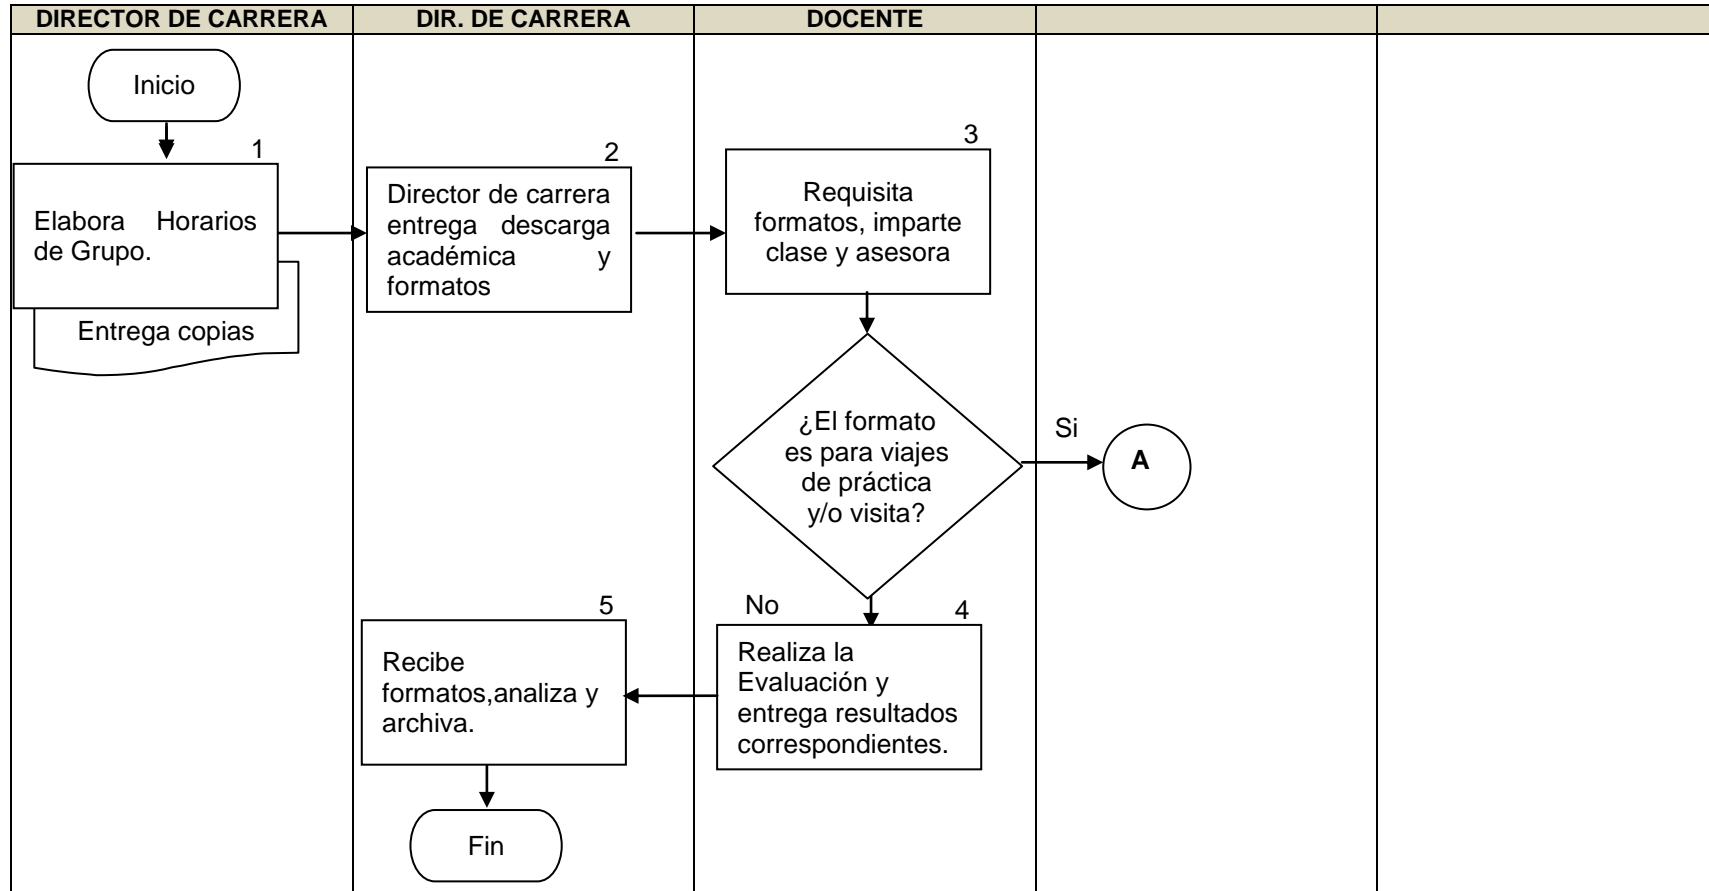 DIRECTOR DE CARRERA
DIR. DE CARRERA
DOCENTE
Inicio
1
Elabora Horarios
de Grupo.
Entrega copias
2
Director de carrera
entrega descarga
académica y
formatos
3
Requisita
formatos, imparte
clase y asesora
¿El formato
es para viajes
de práctica
y/o visita?
Si
A
No
4
Realiza la
Evaluación y
entrega resultados
correspondientes.
5
Recibe
formatos,analiza y
archiva.
Fin